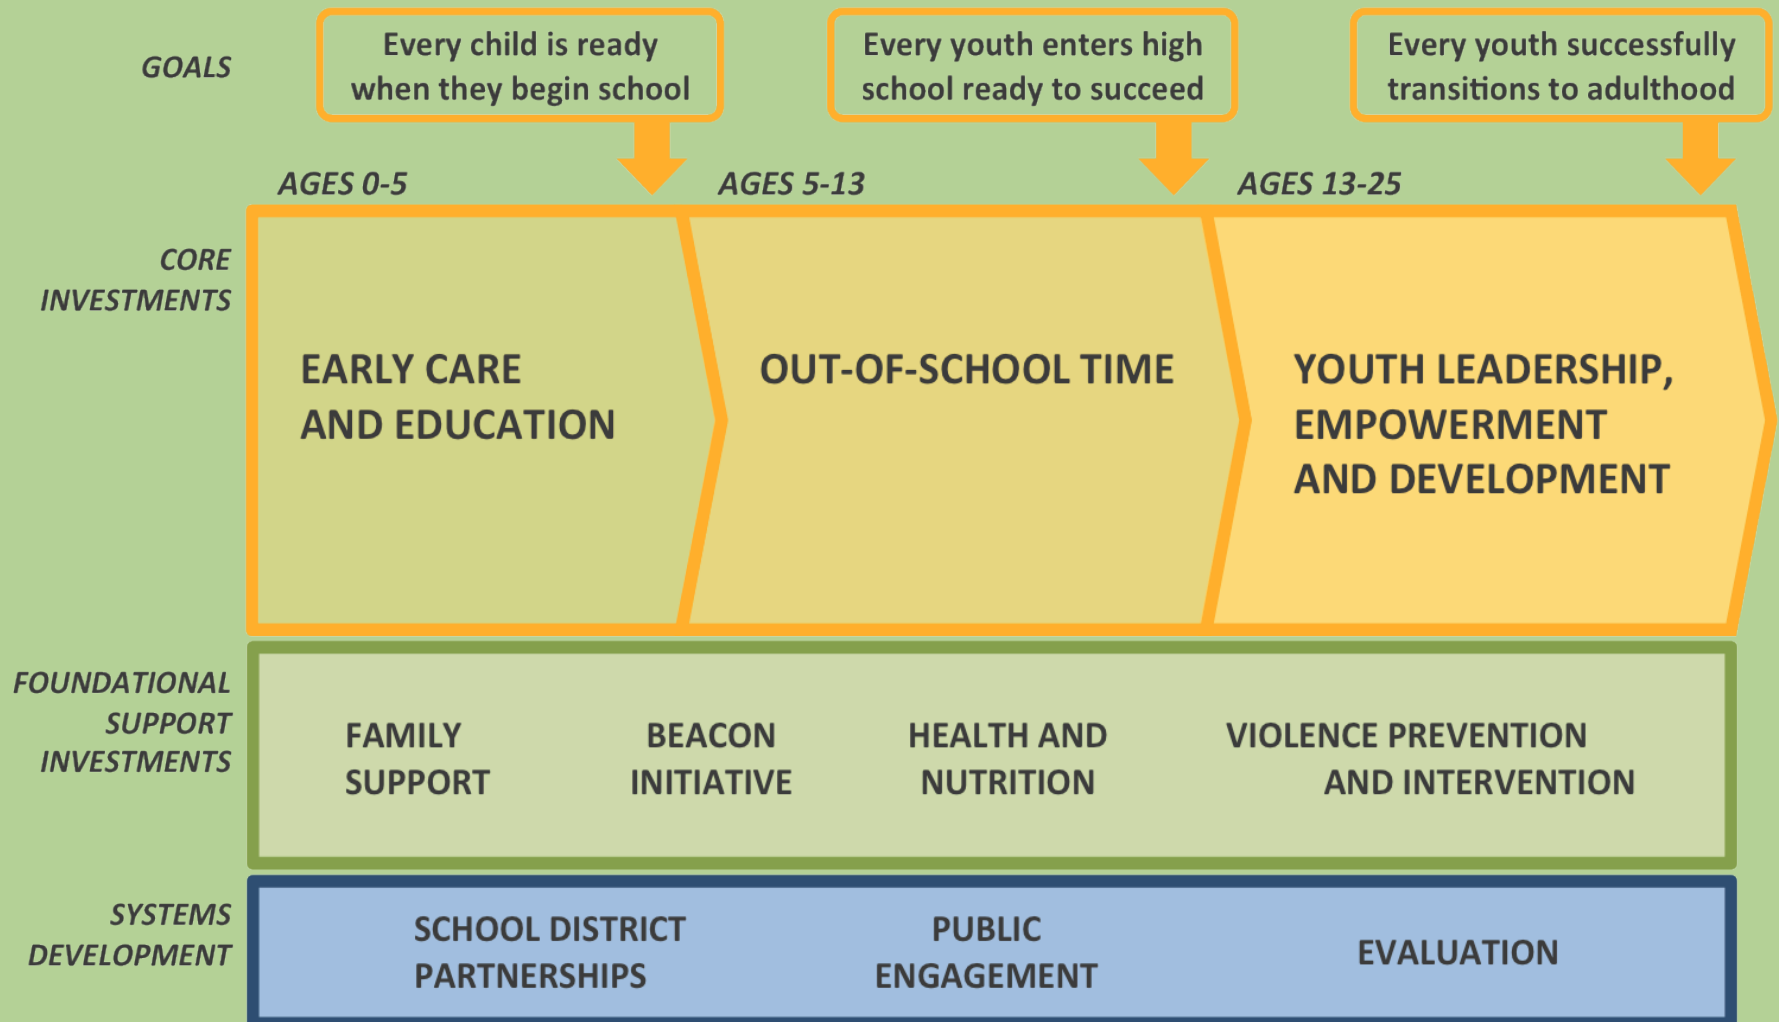 GOALS
Every child is ready
when they begin school
Every youth enters high
school ready to succeed
Every youth successfully
transitions to adulthood
AGES 0-5
AGES 5-13
AGES 13-25
CORE
INVESTMENTS
EARLY CARE
AND EDUCATION
OUT-OF-SCHOOL TIME
YOUTH LEADERSHIP,
EMPOWERMENT
AND DEVELOPMENT
FOUNDATIONAL
SUPPORT
INVESTMENTS
FAMILY
SUPPORT
BEACON
INITIATIVE
HEALTH AND
NUTRITION
VIOLENCE PREVENTION
AND INTERVENTION
SYSTEMS
DEVELOPMENT
SCHOOL DISTRICT
PARTNERSHIPS
PUBLIC
ENGAGEMENT
EVALUATION